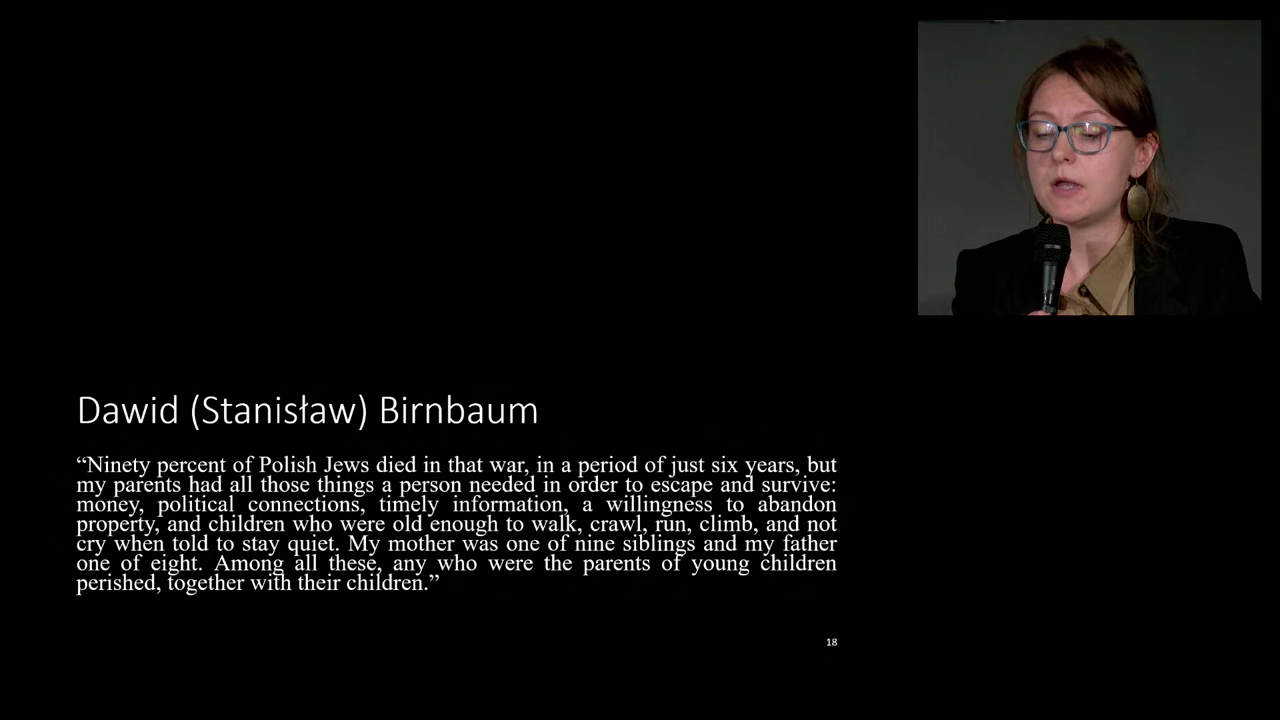 Dawid (Stanisław) Birnbaum
“Ninety percent of Polish Jews died in that war, in a period of just six years, but
my parents had all those things a person needed in order to escape and survive:
money, political connections, timely information, a willingness to abandon
property, and children who were old enough to walk, crawl, run, climb, and not
cry when told to stay quiet. My mother was one of nine siblings and my father
one of eight. Among all these, any who were the parents of young children
perished, together with their children.”
18